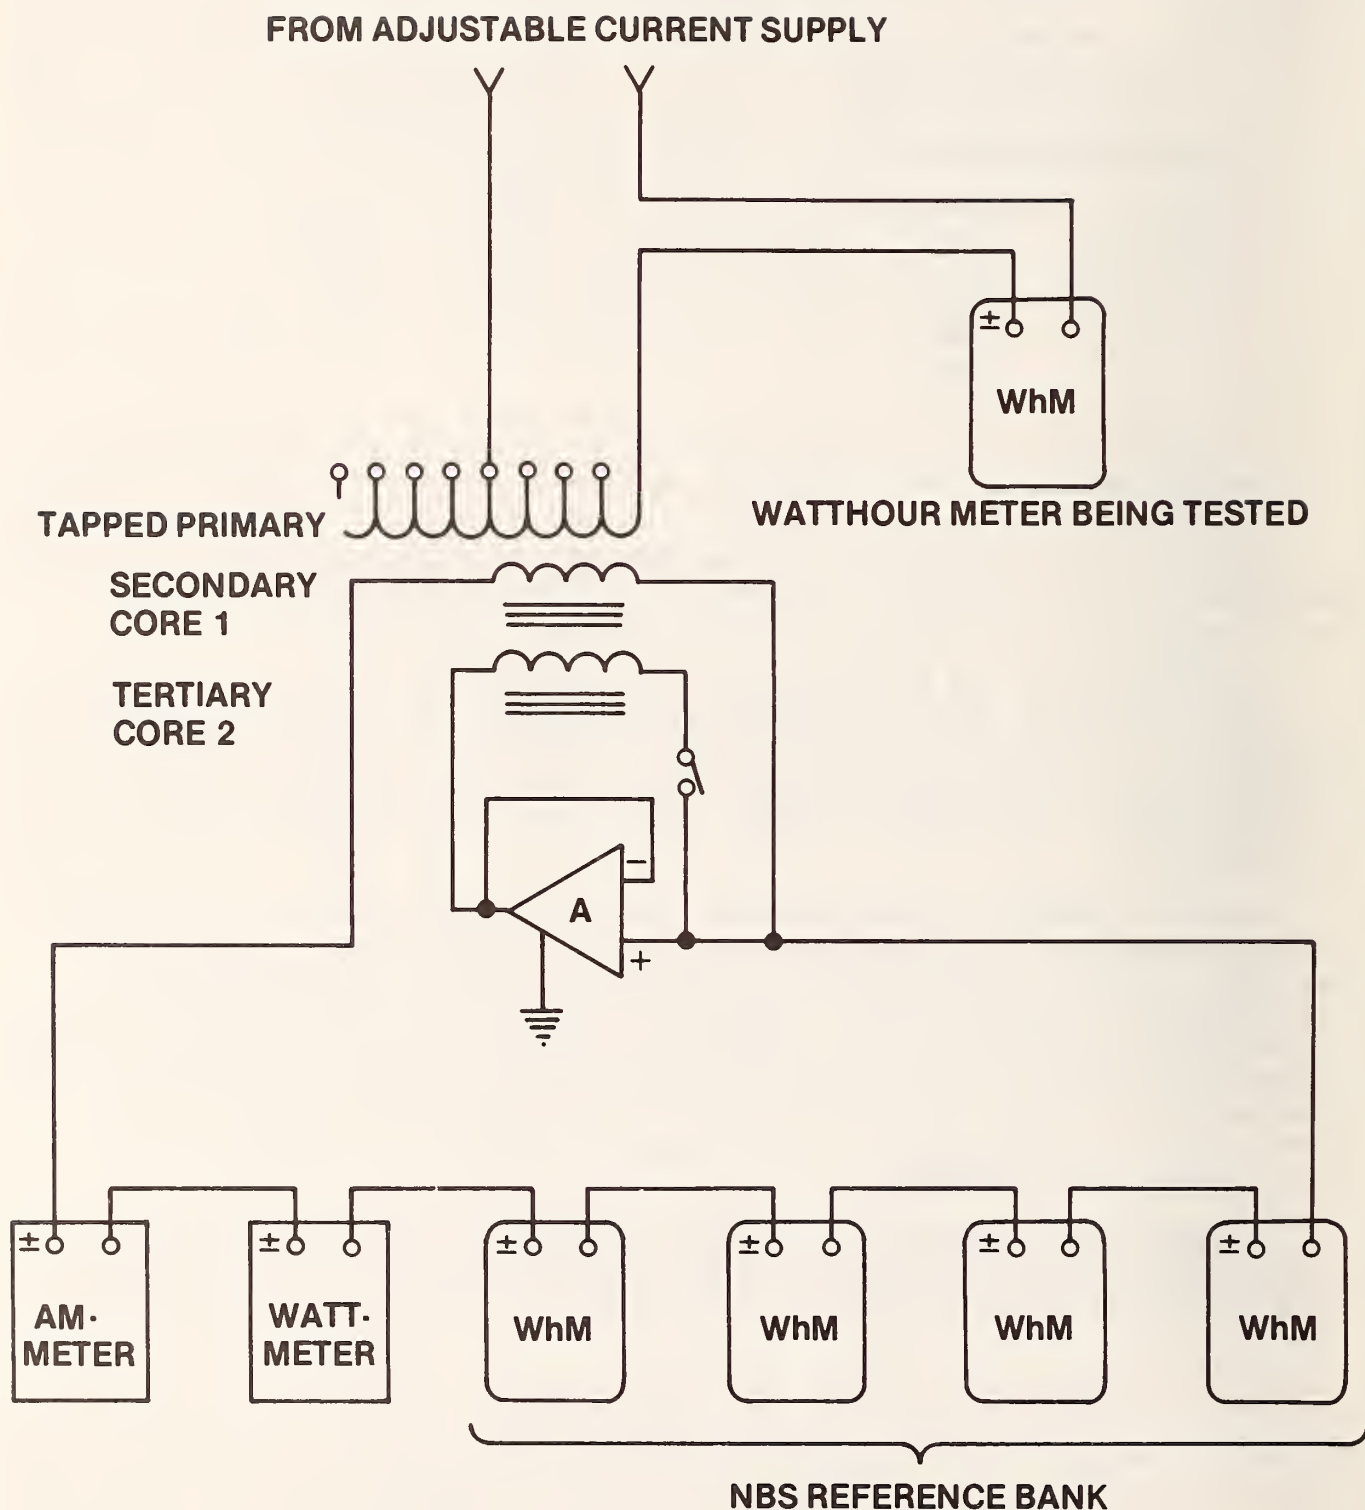 FROM ADJUSTABLE CURRENT SUPPLY
±
WhM
WATTHOUR METER BEING TESTED
TAPPED PRIMARY
SECONDARY
CORE 1
TERTIARY
CORE 2
−
A
+
± ± ± ± ± ±
AM-
METER
WATT-
METER
WhM WhM WhM WhM
NBS REFERENCE BANK